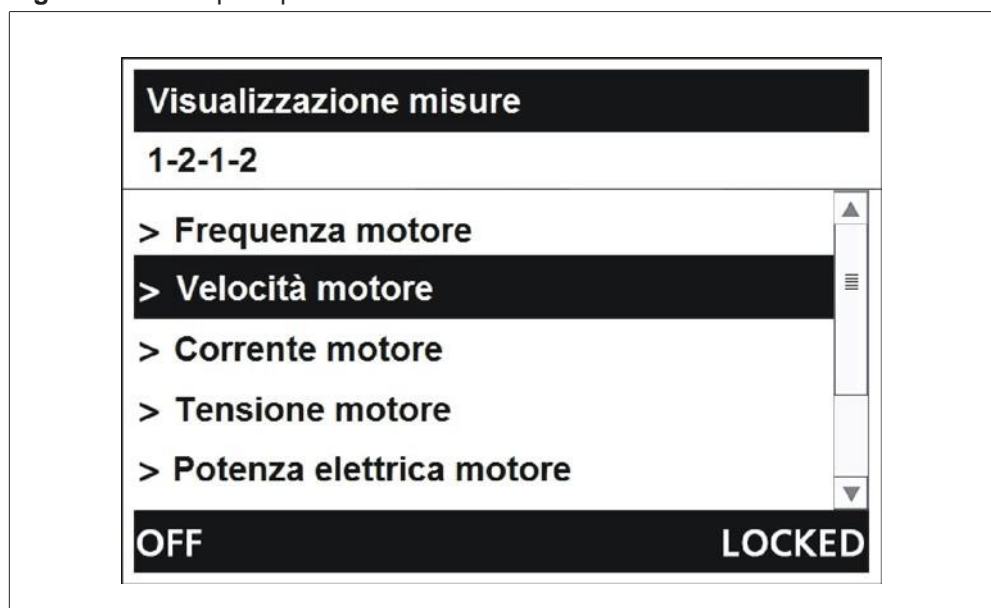 Visualizzazione misure
1-2-1-2
> Frequenza motore
> Velocità motore
> Corrente motore
> Tensione motore
> Potenza elettrica motore
OFF LOCKED